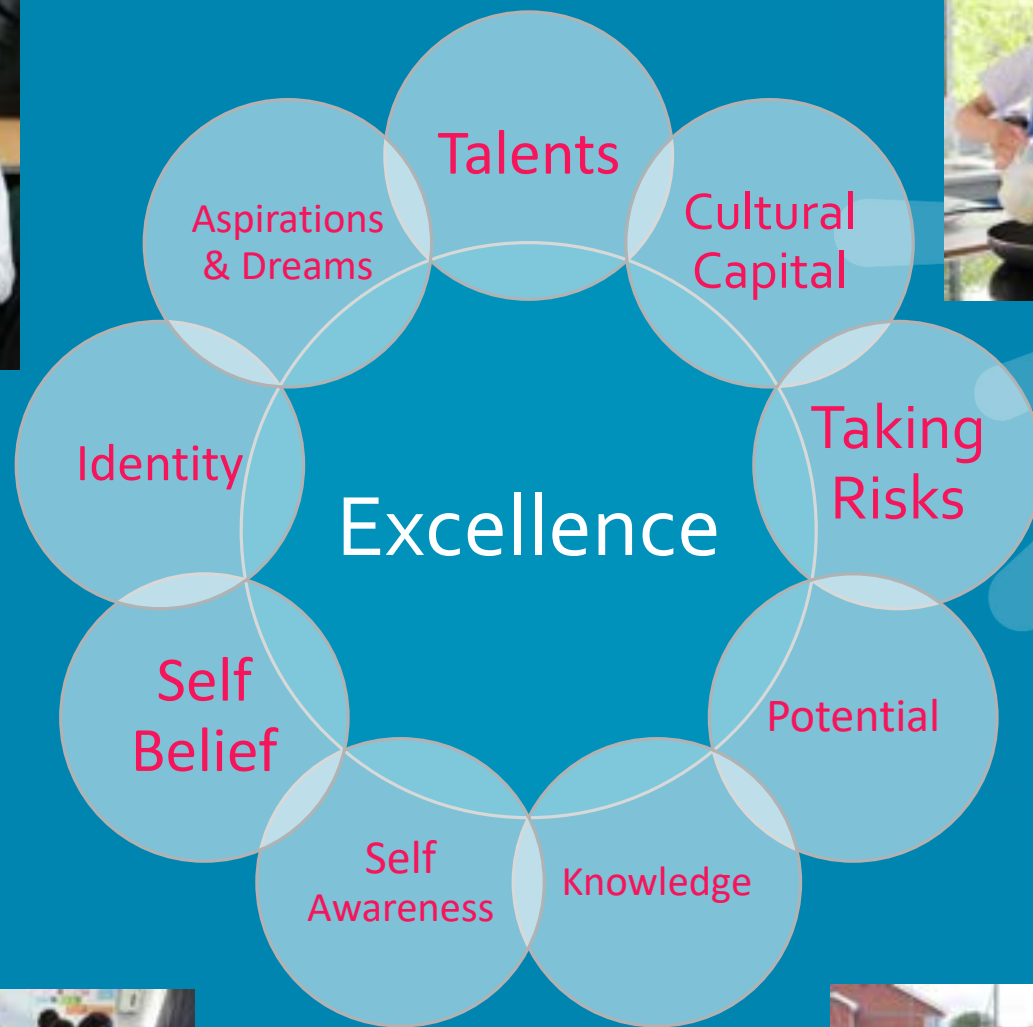 Talents
Cultural
Capital
Taking
Risks
Potential
Knowledge
Self
Awareness
Self
Belief
Identity
Aspirations
& Dreams
Excellence